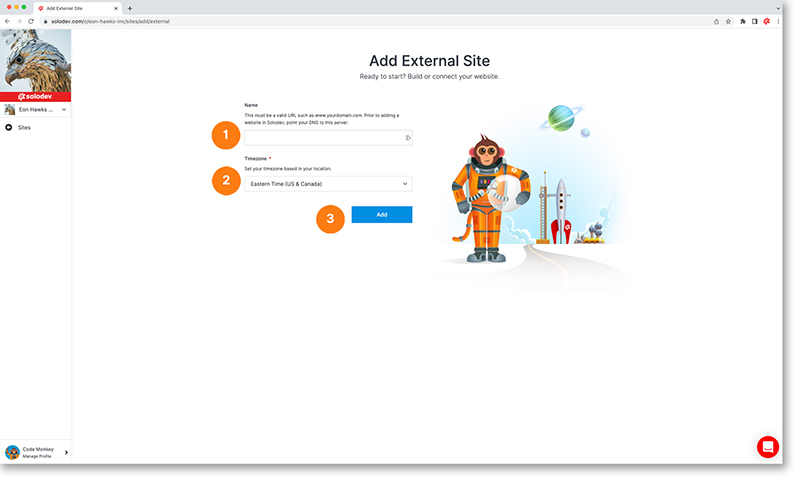 Add External Site
solodev.com/o/eon-hawks-inc/sites/add/external
solodev
Eon Hawks ...
Sites
Add External Site
Ready to start? Build or connect your website.
Name
This must be a valid URL such as www.yourdomain.com. Prior to adding a
website in Solodev, point your DNS to this server.
1
Timezone *
Set your timezone based in your location.
2
Eastern Time (US & Canada)
3
Add
Code Monkey
Manage Profile